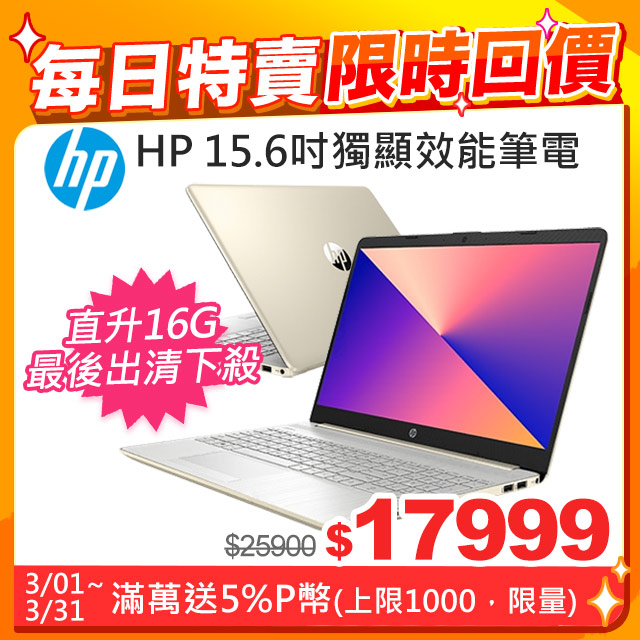 每日特賣限時回價
hp
HP 15.6吋獨顯效能筆電
直升16G
最後出清下殺
$25900 $17999
3/01~
3/31
滿萬送5%P幣(上限1000，限量)